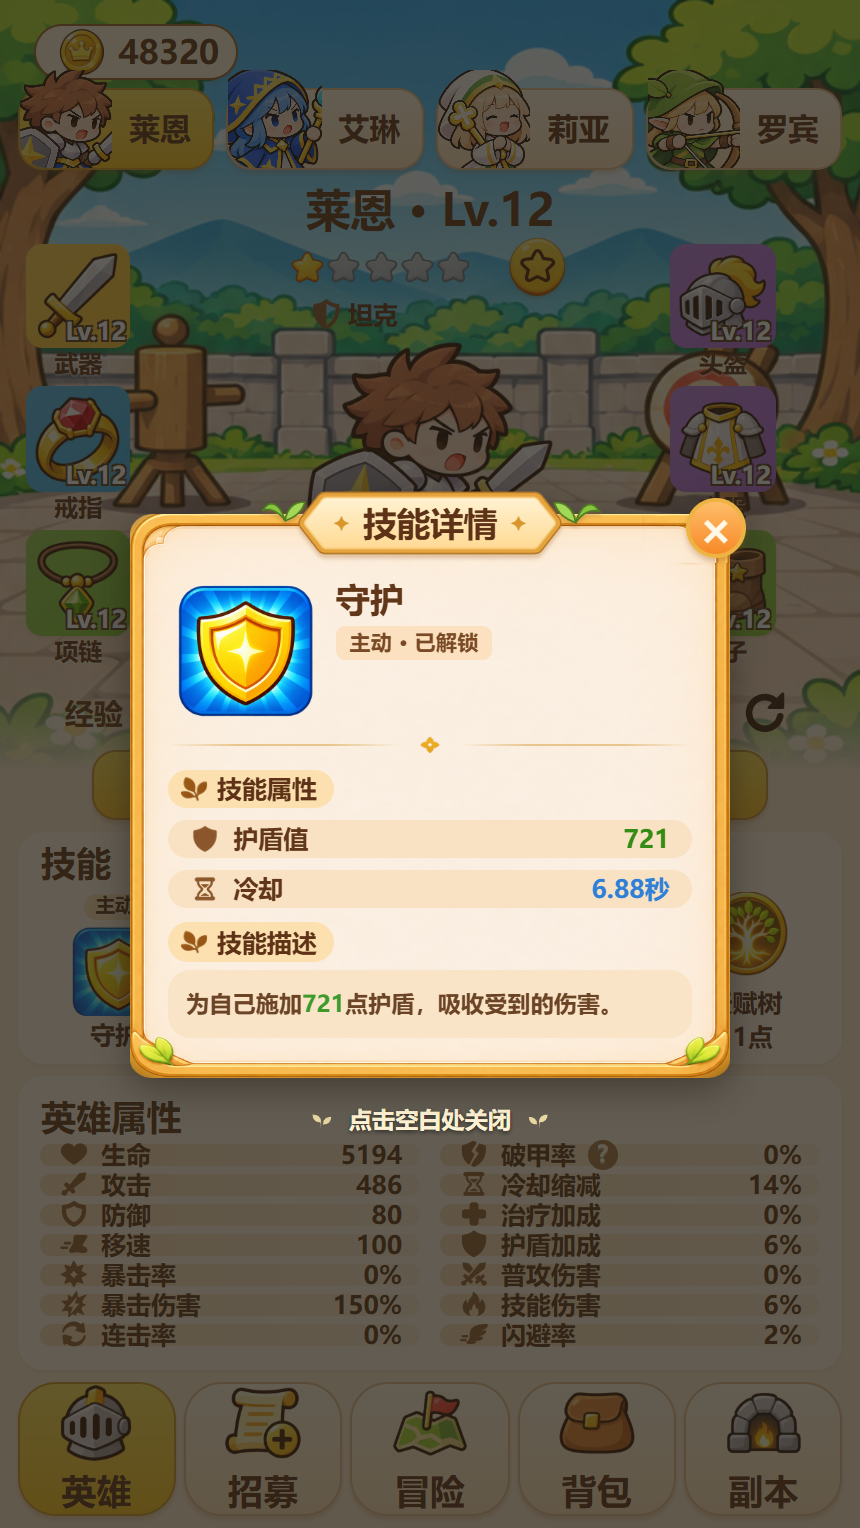 48320
莱恩
艾琳
莉亚
罗宾
莱恩·Lv.12
坦克
Lv.12
武器
Lv.12
头盔
Lv.12
戒指
Lv.12
Lv.12
项链
.12
子
经验
技能详情
守护
主动·已解锁
技能属性
护盾值 721
冷却 6.88秒
技能描述
为自己施加721点护盾，吸收受到的伤害。
技能
主动
守护
赋树
1点
点击空白处关闭
英雄属性
生命 5194
攻击 486
防御 80
移速 100
暴击率 0%
暴击伤害 150%
连击率 0%
破甲率 ? 0%
冷却缩减 14%
治疗加成 0%
护盾加成 6%
普攻伤害 0%
技能伤害 6%
闪避率 2%
英雄
招募
冒险
背包
副本